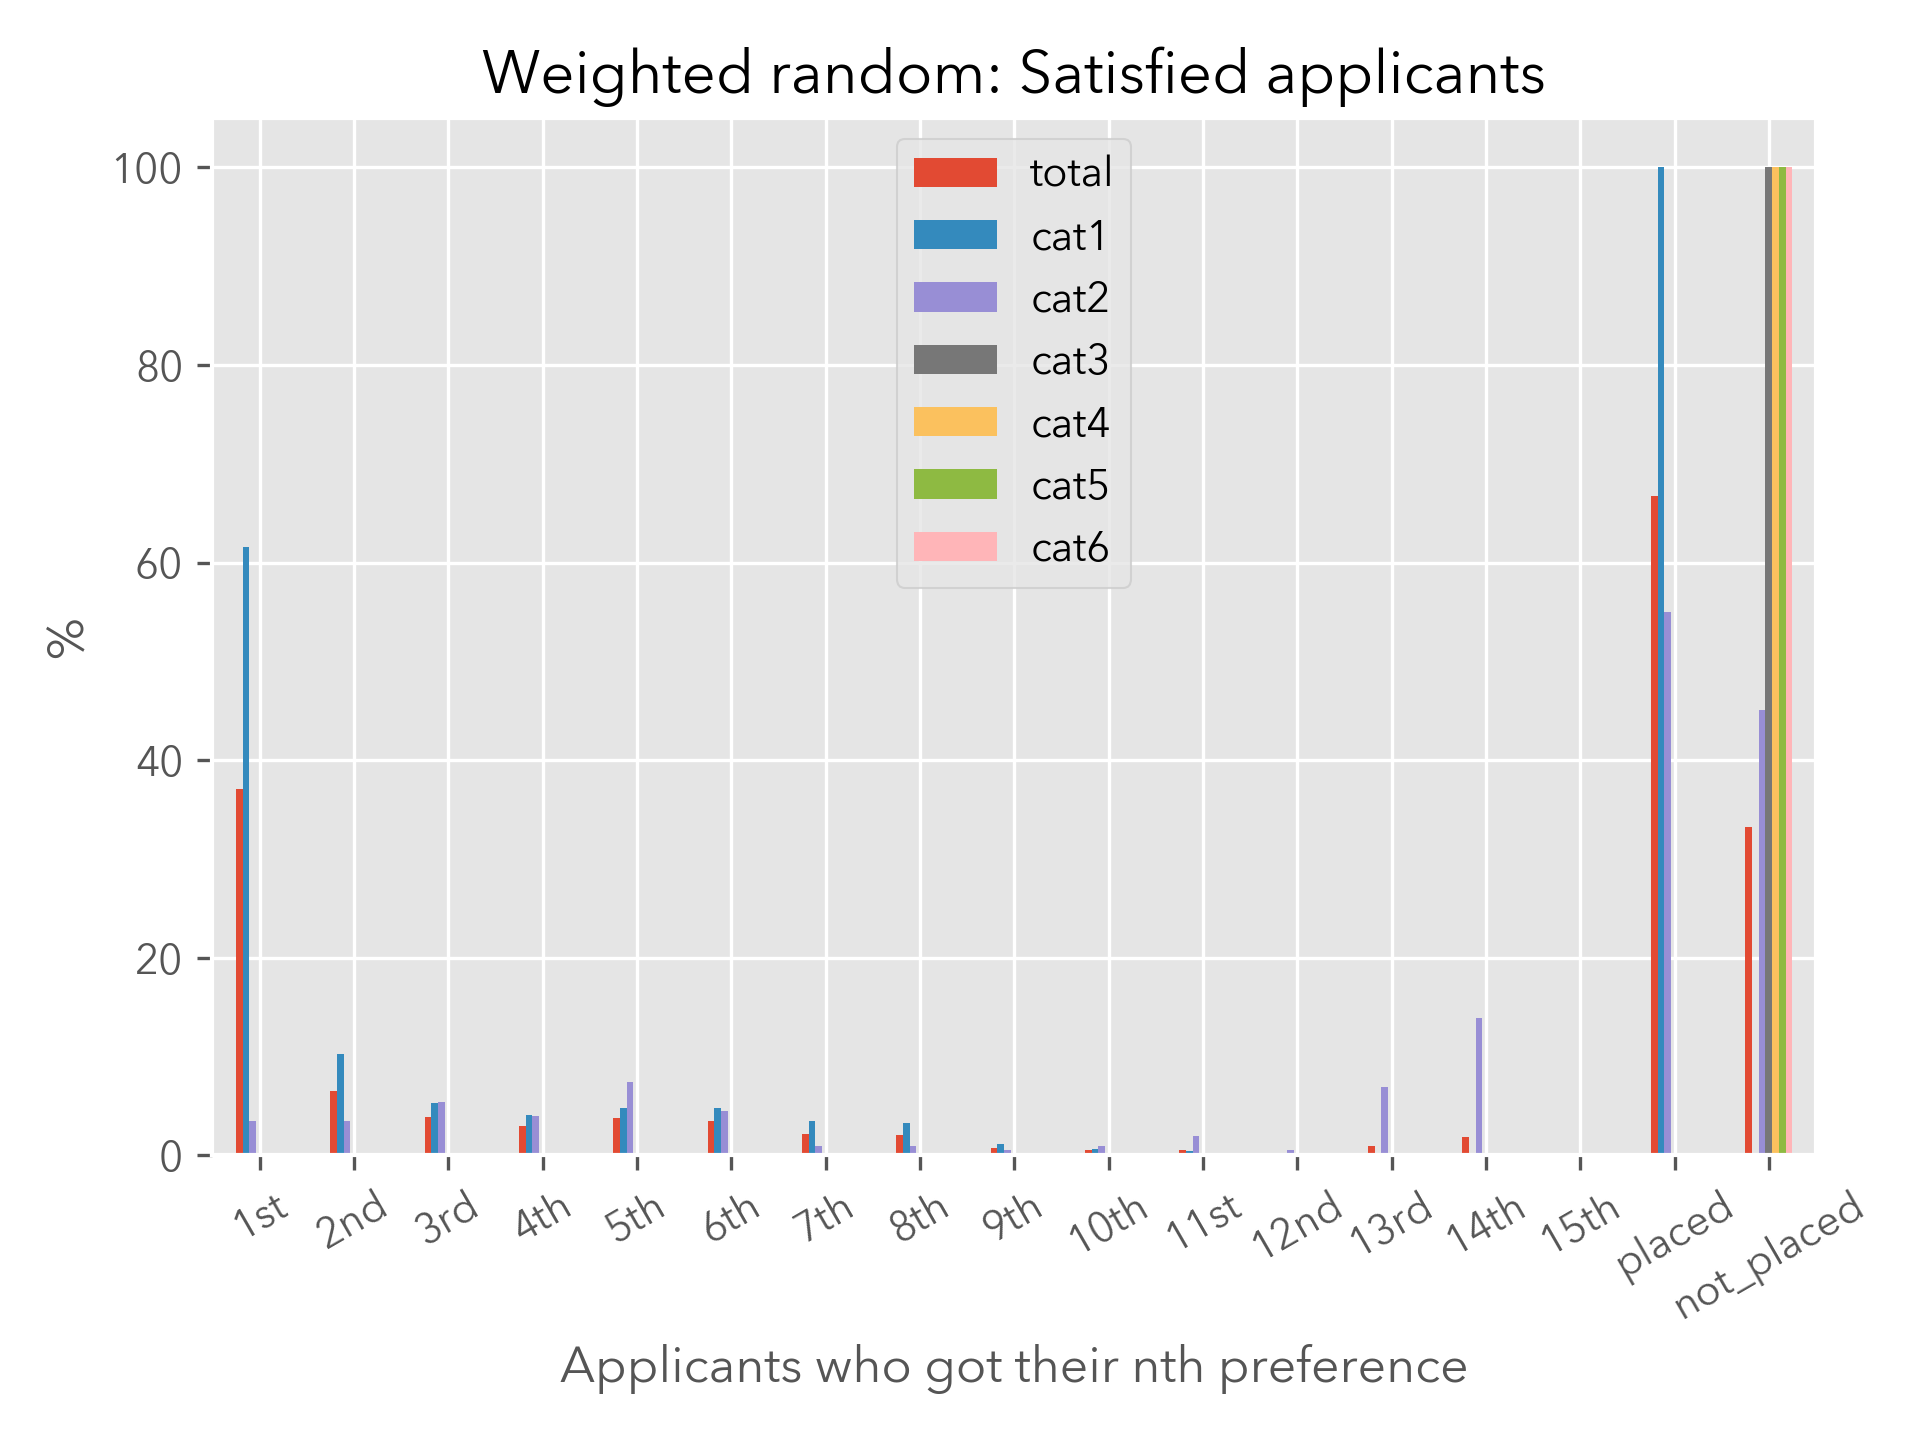 Weighted random: Satisfied applicants
100
80
60
40
20
0
%
total
cat1
cat2
cat3
cat4
cat5
cat6
1st
2nd
3rd
4th
5th
6th
7th
8th
9th
10th
11st
12nd
13rd
14th
15th
placed
not_placed
Applicants who got their nth preference